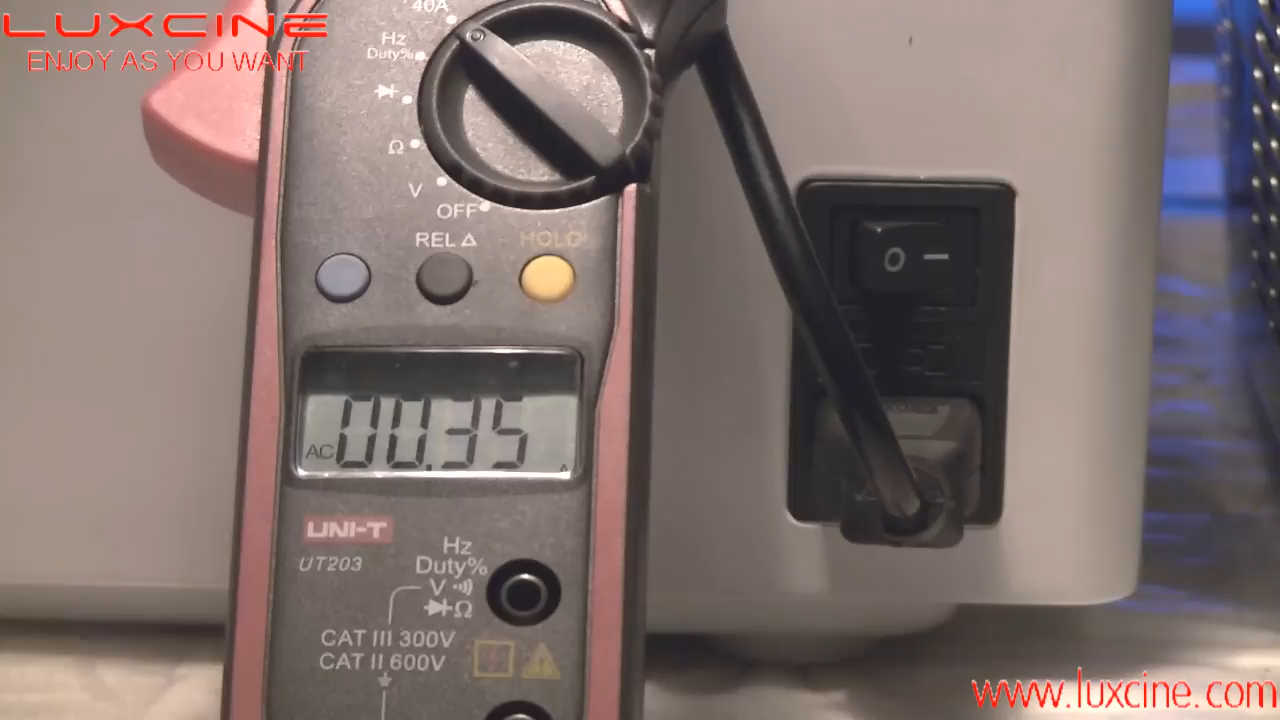 LUXCINE
ENJOY AS YOU WANT
40A
Hz
Duty%
Ω
V
OFF
REL △
HOLD
AC 00.35 A
UNI-T
UT203
Hz
Duty%
V
Ω
CAT III 300V
CAT II 600V
O –
www.luxcine.com